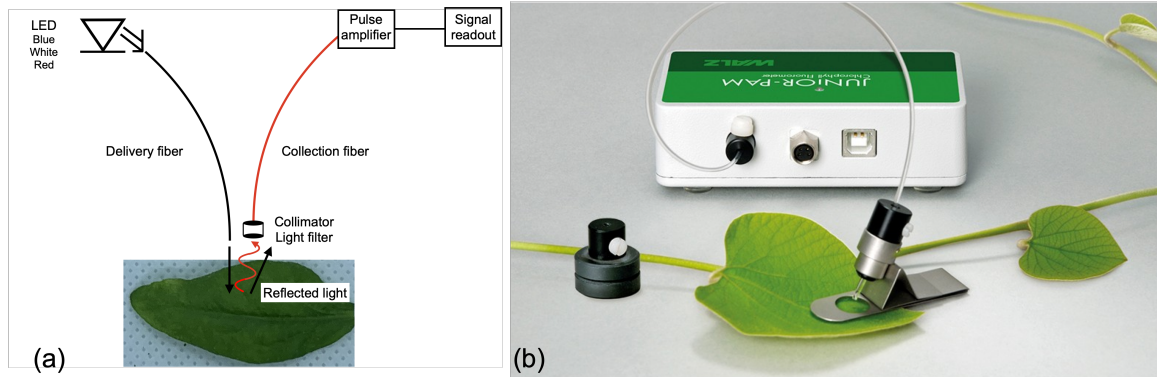 LED
Blue
White
Red
Pulse
amplifier
Signal
readout
Delivery fiber
Collection fiber
Collimator
Light filter
Reflected light
(a)
WALZ
Chlorophyll Fluorometer
JUNIOR-PAM
(b)